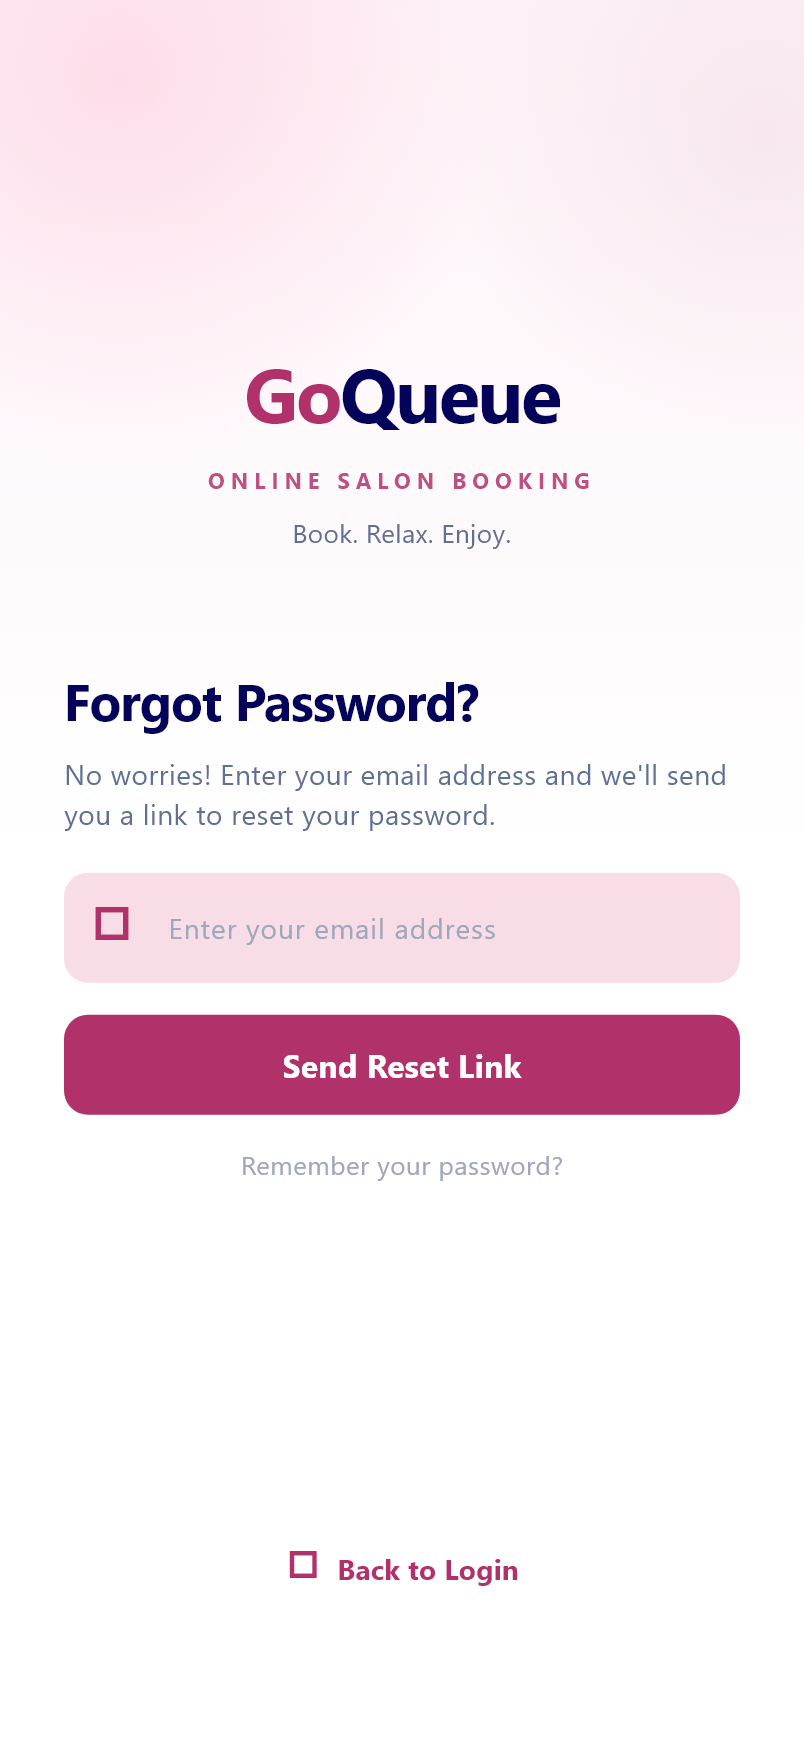 GoQueue
ONLINE SALON BOOKING
Book. Relax. Enjoy.
Forgot Password?
No worries! Enter your email address and we'll send
you a link to reset your password.
Enter your email address
Send Reset Link
Remember your password?
Back to Login